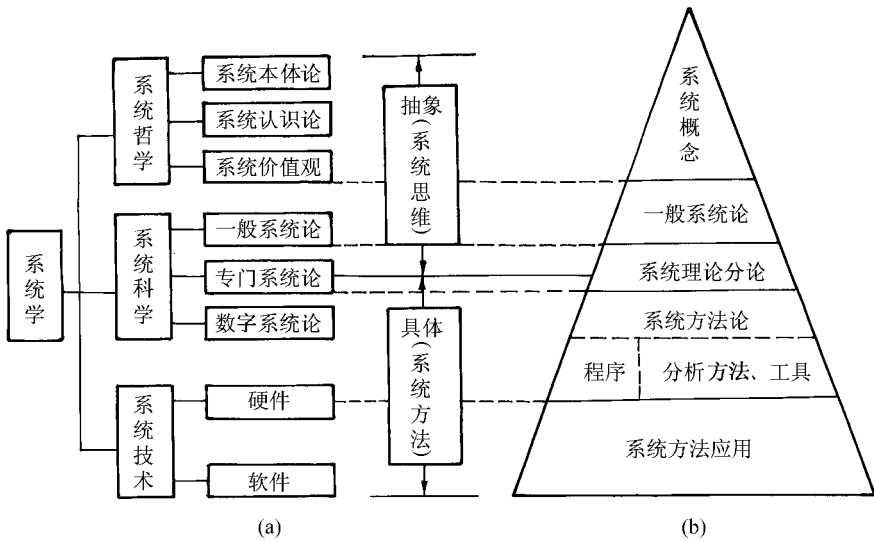 系统学
系统哲学
系统本体论
系统认识论
系统价值观
系统科学
一般系统论
专门系统论
数字系统论
系统技术
硬件
软件
抽象(系统思维)
具体(系统方法)
(a)
系统概念
一般系统论
系统理论分论
系统方法论
程序
分析方法、工具
系统方法应用
(b)